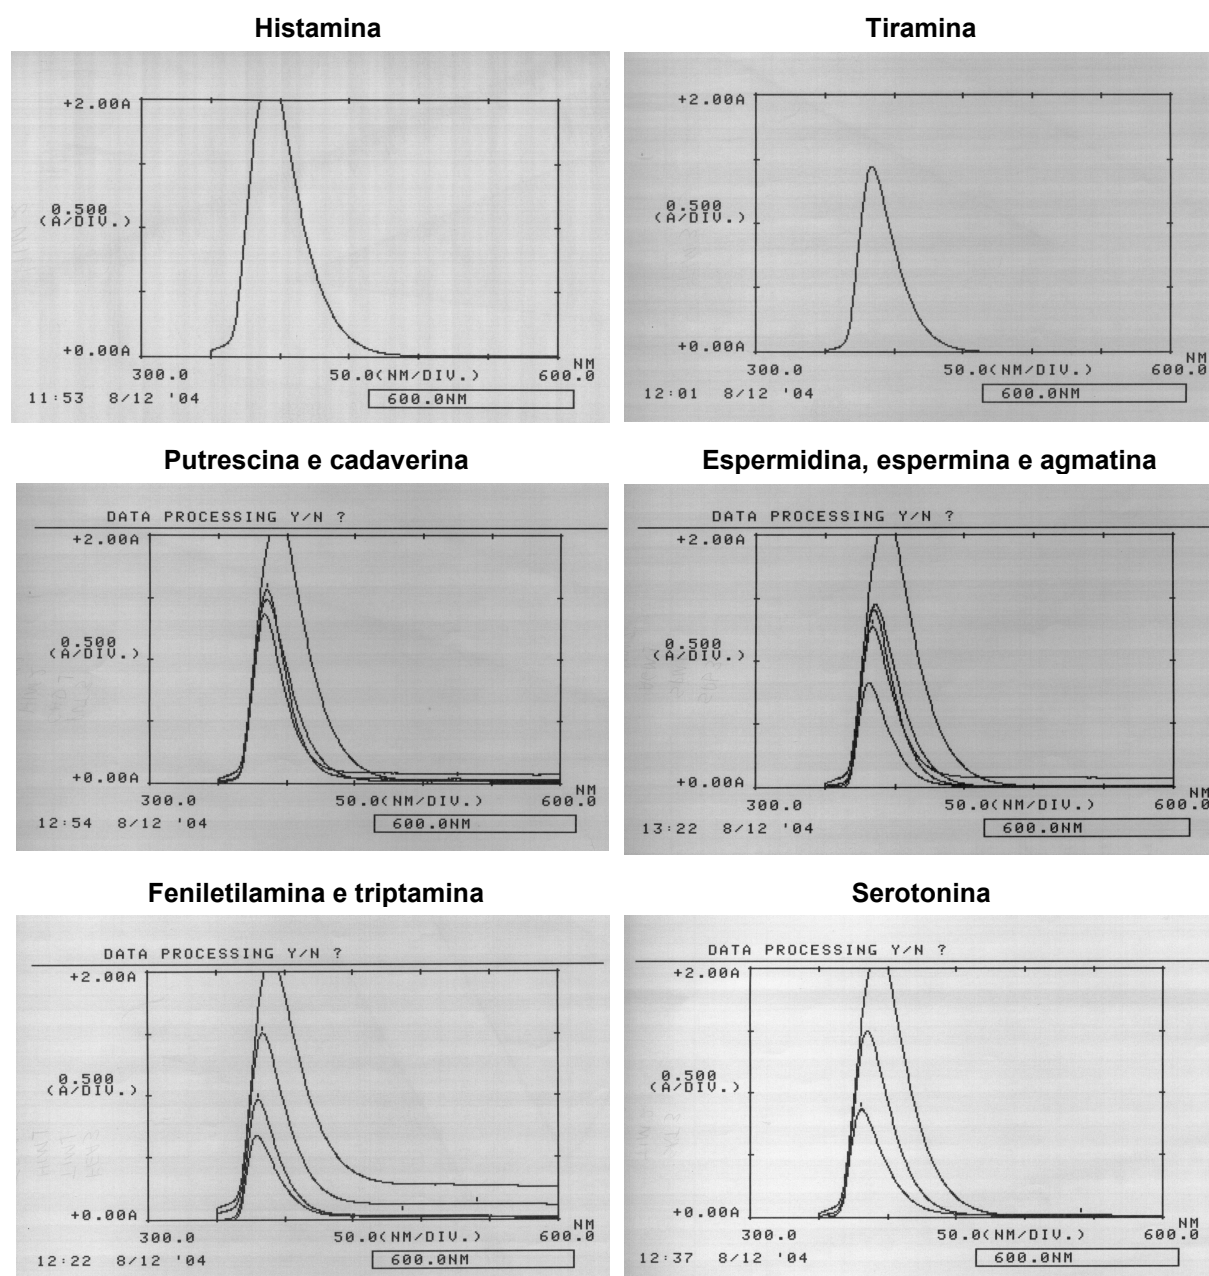 Histamina
+2.00A
0.500
(A/DIV.)
+0.00A
NM
300.0 50.0(NM/DIV.) 600.0
11:53 8/12 '04 600.0NM
Tiramina
+2.00A
0.500
(A/DIV.)
+0.00A
NM
300.0 50.0(NM/DIV.) 600.0
12:01 8/12 '04 600.0NM
Putrescina e cadaverina
DATA PROCESSING Y/N ?
+2.00A
0.500
(A/DIV.)
+0.00A
NM
300.0 50.0(NM/DIV.) 600.0
12:54 8/12 '04 600.0NM
Espermidina, espermina e agmatina
DATA PROCESSING Y/N ?
+2.00A
0.500
(A/DIV.)
+0.00A
NM
300.0 50.0(NM/DIV.) 600.0
13:22 8/12 '04 600.0NM
Feniletilamina e triptamina
DATA PROCESSING Y/N ?
+2.00A
0.500
(A/DIV.)
+0.00A
NM
300.0 50.0(NM/DIV.) 600.0
12:22 8/12 '04 600.0NM
Serotonina
DATA PROCESSING Y/N ?
+2.00A
0.500
(A/DIV.)
+0.00A
NM
300.0 50.0(NM/DIV.) 600.0
12:37 8/12 '04 600.0NM